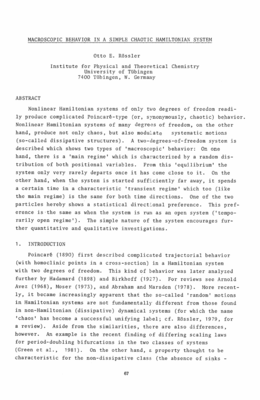 MACROSCOPIC BEHAVIOR IN A SIMPLE CHAOTIC HAMILTONIAN SYSTEM
Otto E. Rössler
Institute for Physical and Theoretical Chemistry
University of Tübingen
7400 Tübingen, W. Germany
ABSTRACT
Nonlinear Hamiltonian systems of only two degrees of freedom readi-
ly produce complicated Poincaré-type (or, synonymously, chaotic) behavior.
Nonlinear Hamiltonian systems of many degrees of freedom, on the other
hand, produce not only chaos, but also modulate systematic motions
(so-called dissipative structures). A two-degrees-of-freedom system is
described which shows two types of 'macroscopic' behavior: On one
hand, there is a 'main regime' which is characterized by a random dis-
tribution of both positional variables. From this 'equilibrium' the
system only very rarely departs once it has come close to it. On the
other hand, when the system is started sufficiently far away, it spends
a certain time in a characteristic 'transient regime' which too (like
the main regime) is the same for both time directions. One of the two
particles hereby shows a statistical directional preference. This pref-
erence is the same as when the system is run as an open system ('tempo-
rarily open regime'). The simple nature of the system encourages fur-
ther quantitative and qualitative investigations.
1. INTRODUCTION
Poincaré (1890) first described complicated trajectorial behavior
(with homoclinic points in a cross-section) in a Hamiltonian system
with two degrees of freedom. This kind of behavior was later analyzed
further by Hadamard (1898) and Birkhoff (1927). For reviews see Arnold
Avez (1968), Moser (1973), and Abraham and Marsden (1978). More recent-
ly, it became increasingly apparent that the so-called 'random' motions
in Hamiltonian systems are not fundamentally different from those found
in non-Hamiltonian (dissipative) dynamical systems (for which the name
'chaos' has become a successful unifying label; cf. Rössler, 1979, for
a review). Aside from the similarities, there are also differences,
however. An example is the recent finding of differing scaling laws
for period-doubling bifurcations in the two classes of systems
(Green et al., 1981). On the other hand, a property thought to be
characteristic for the non-dissipative class (the absence of sinks -
67